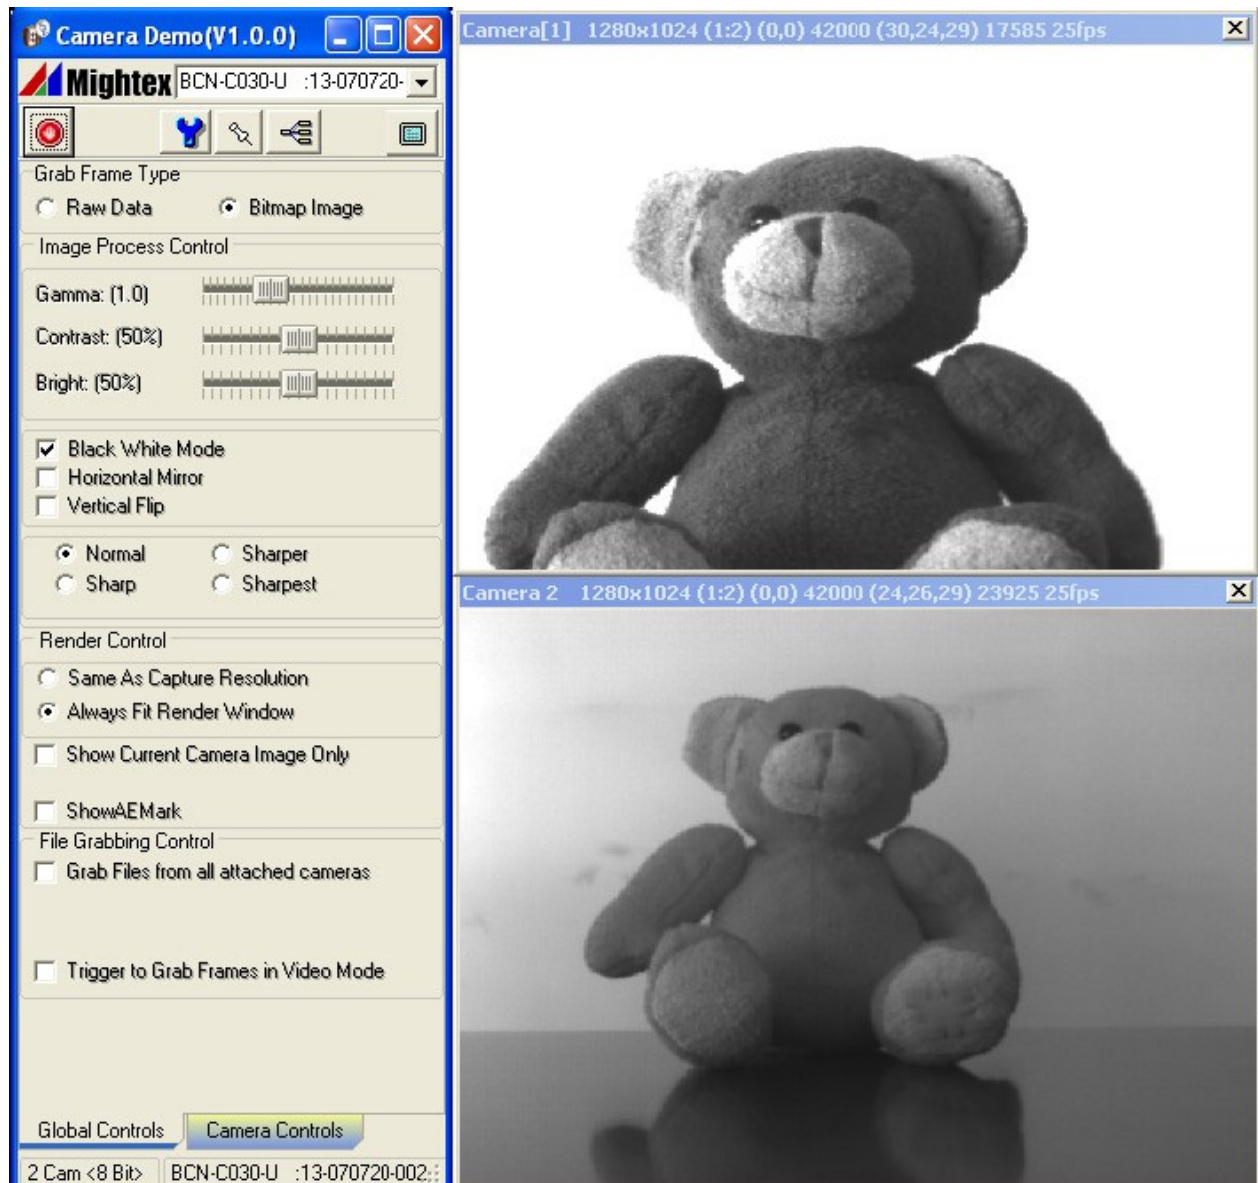 Camera Demo(V1.0.0)
Mightex BCN-C030-U :13-070720-
Grab Frame Type
Raw Data Bitmap Image
Image Process Control
Gamma: (1.0)
Contrast: (50%)
Bright: (50%)
Black White Mode
Horizontal Mirror
Vertical Flip
Normal Sharper
Sharp Sharpest
Render Control
Same As Capture Resolution
Always Fit Render Window
Show Current Camera Image Only
ShowAEMark
File Grabbing Control
Grab Files from all attached cameras
Trigger to Grab Frames in Video Mode
Global Controls Camera Controls
2 Cam <8 Bit> BCN-C030-U :13-070720-002
Camera[1] 1280x1024 (1:2) (0,0) 42000 (30,24,29) 17585 25fps
Camera 2 1280x1024 (1:2) (0,0) 42000 (24,26,29) 23925 25fps